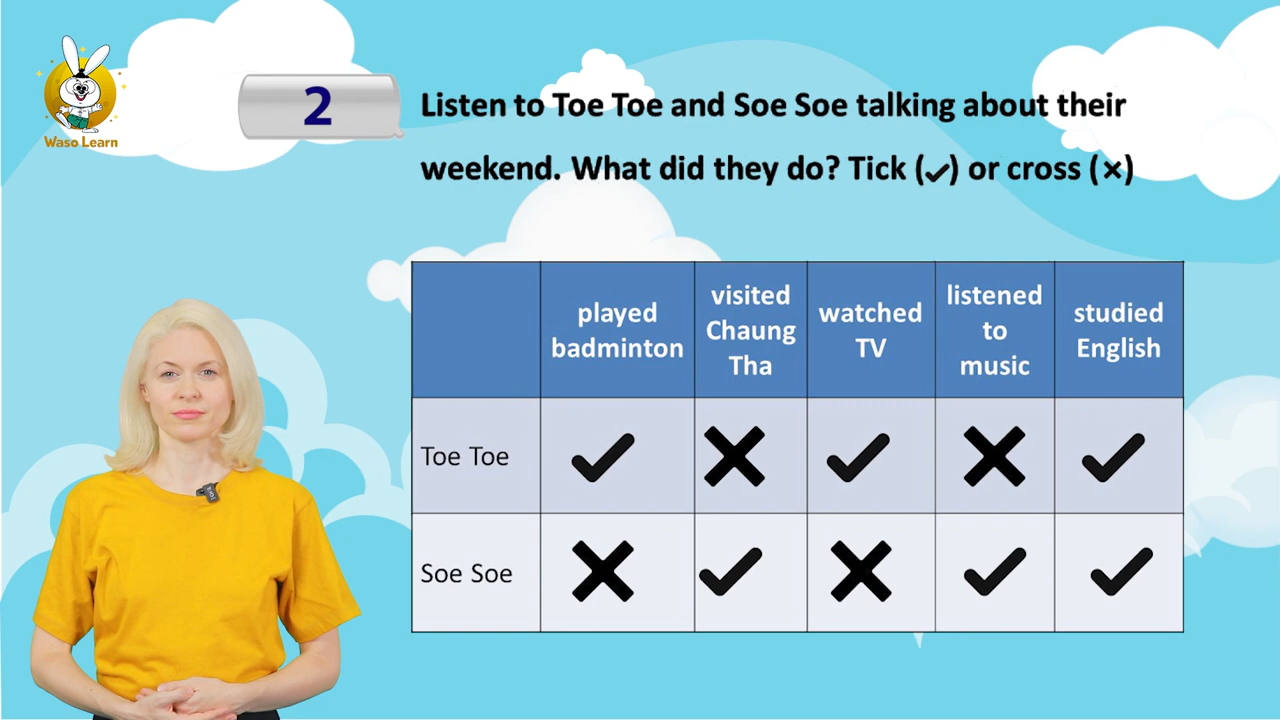 Waso Learn
2
Listen to Toe Toe and Soe Soe talking about their
weekend. What did they do? Tick (✓) or cross (×)
played
badminton
visited
Chaung
Tha
watched
TV
listened
to
music
studied
English
Toe Toe ✓ ✗ ✓ ✗ ✓
Soe Soe ✗ ✓ ✗ ✓ ✓